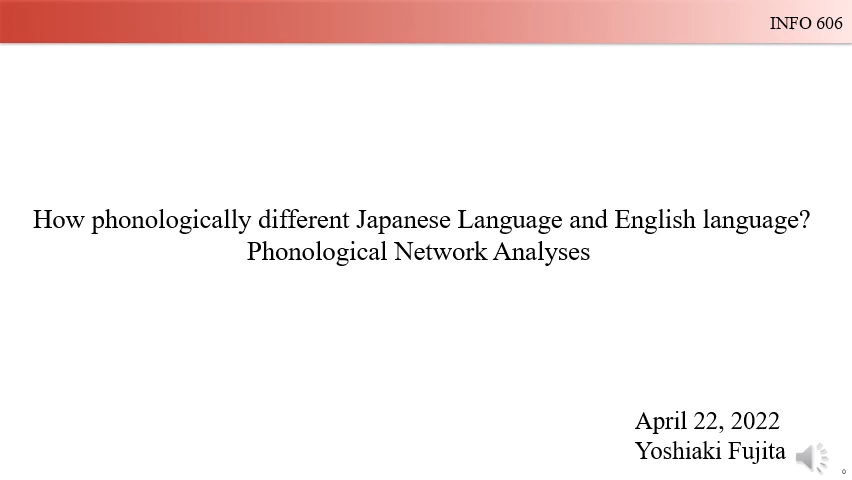 INFO 606
How phonologically different Japanese Language and English language?
Phonological Network Analyses
April 22, 2022
Yoshiaki Fujita
0